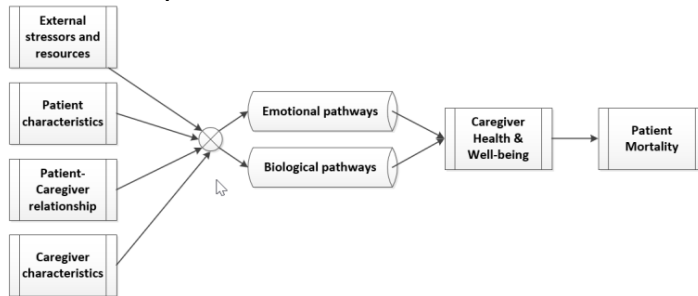 External
stressors and
resources
Patient
characteristics
Patient-
Caregiver
relationship
Caregiver
characteristics
Emotional pathways
Biological pathways
Caregiver
Health &
Well-being
Patient
Mortality